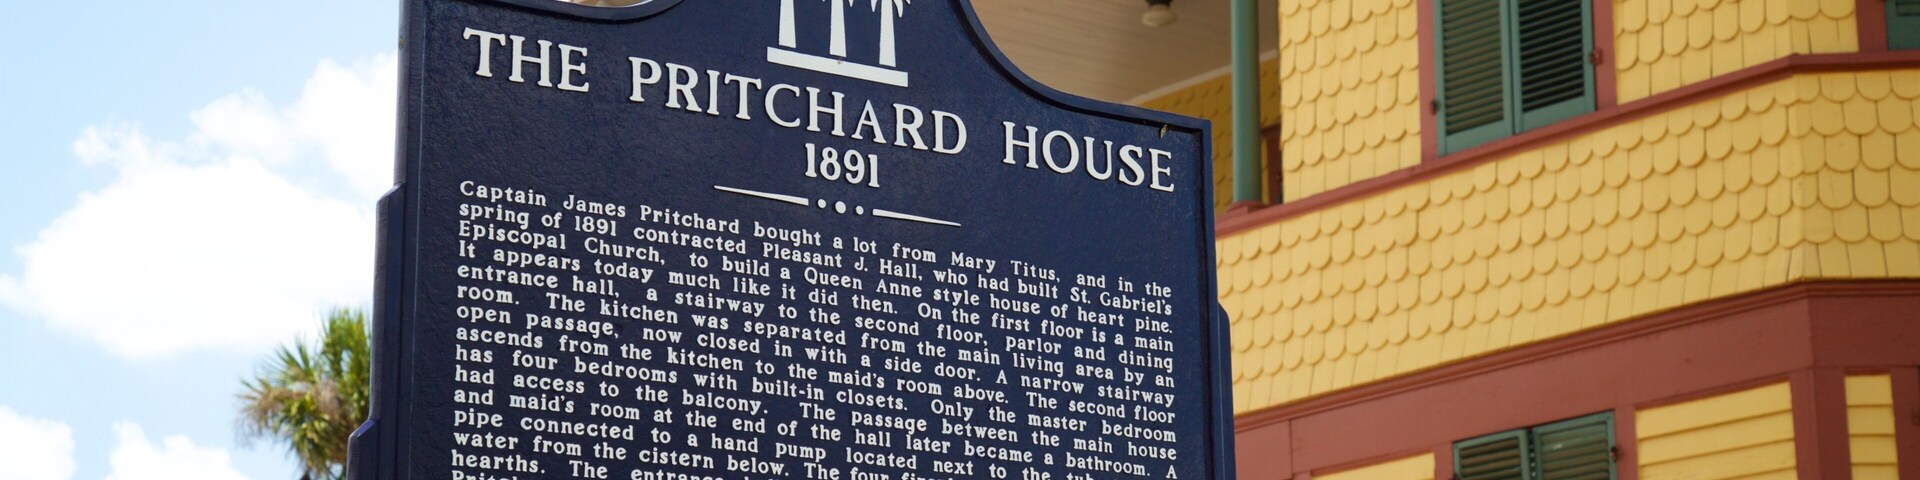 THE PRITCHARD HOUSE
1891
Captain James Pritchard bought a lot from Mary Titus, and in the
spring of 1891 contracted Pleasant J. Hall, who had built St. Gabriel's
Episcopal Church, to build a Queen Anne style house of heart pine.
It appears today much like it did then. On the first floor is a main
entrance hall, a stairway to the second floor, parlor and dining
room. The kitchen was separated from the main living area by an
open passage, now closed in with a side door. A narrow stairway
ascends from the kitchen to the maid's room above. The second floor
has four bedrooms with built-in closets. Only the master bedroom
had access to the balcony. The passage between the main house
and maid's room at the end of the hall later became a bathroom. A
pipe connected to a hand pump located next to the
water from the cistern below. The four
hearths. The entrance